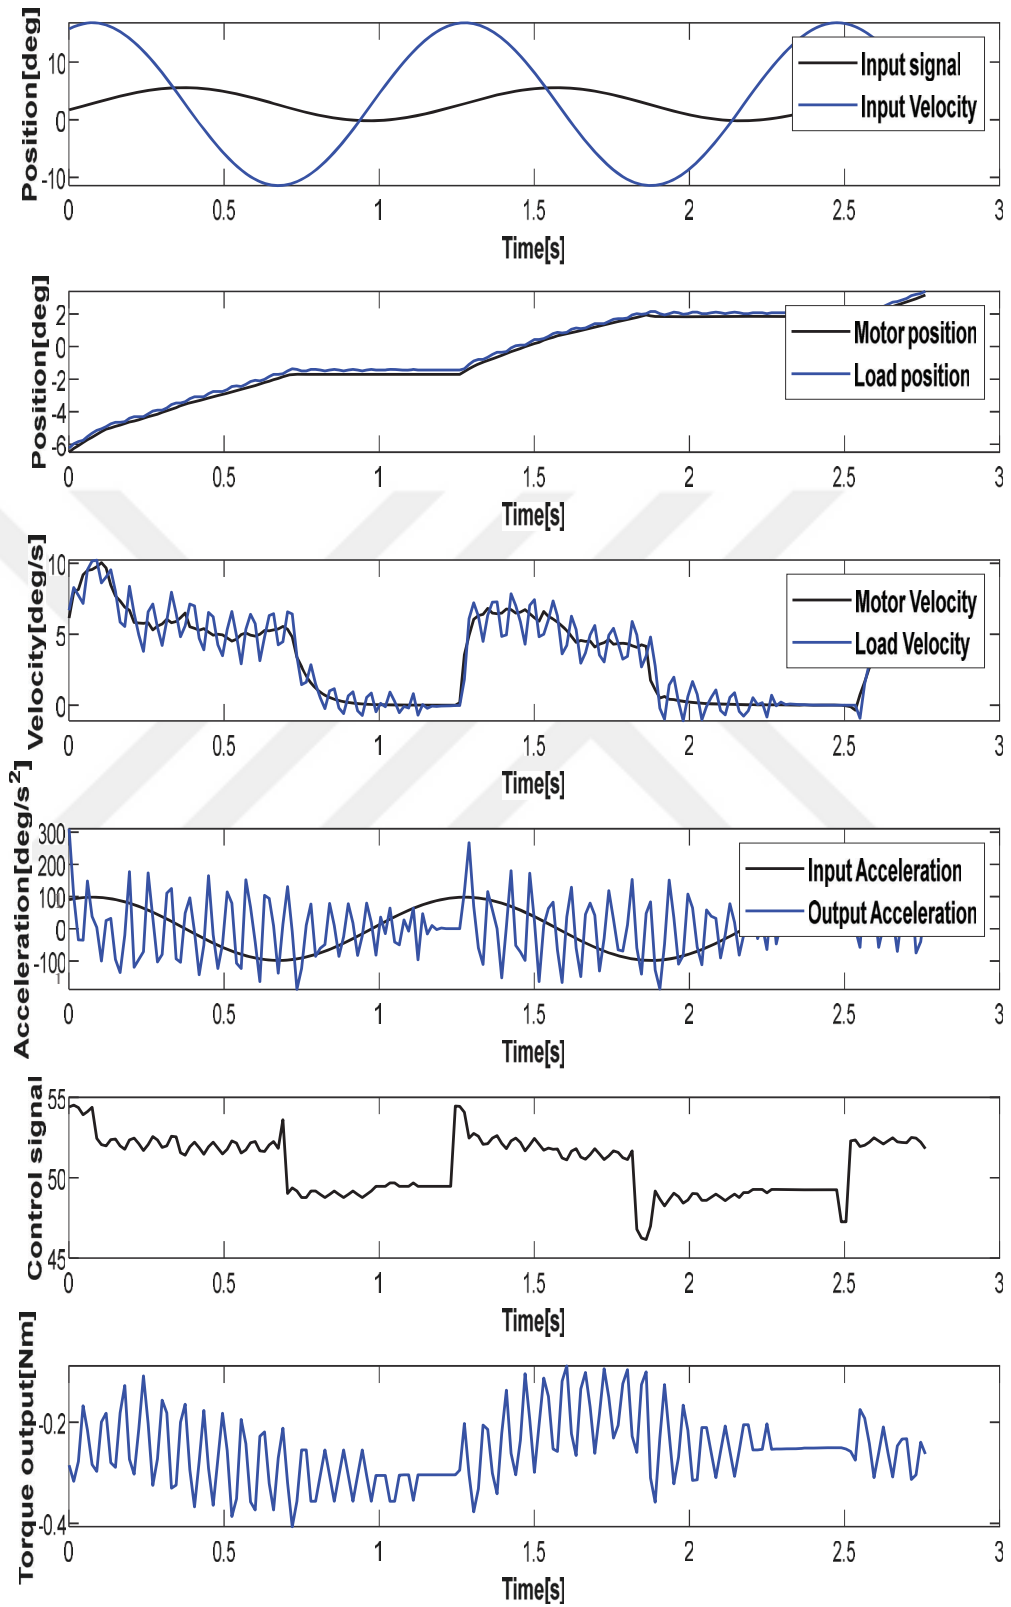 Position[deg]
10
0
-10
Input signal
Input Velocity
0 0.5 1 1.5 2 2.5 3
Time[s]
Position[deg]
2
0
-2
-4
-6
Motor position
Load position
0 0.5 1 1.5 2 2.5 3
Time[s]
Velocity[deg/s]
10
5
0
Motor Velocity
Load Velocity
0 0.5 1 1.5 2 2.5 3
Time[s]
Acceleration[deg/s²]
300
200
100
0
-100
Input Acceleration
Output Acceleration
0 0.5 1 1.5 2 2.5 3
Time[s]
Control signal
55
50
45
0 0.5 1 1.5 2 2.5 3
Time[s]
Torque output[Nm]
-0.2
-0.4
0 0.5 1 1.5 2 2.5 3
Time[s]